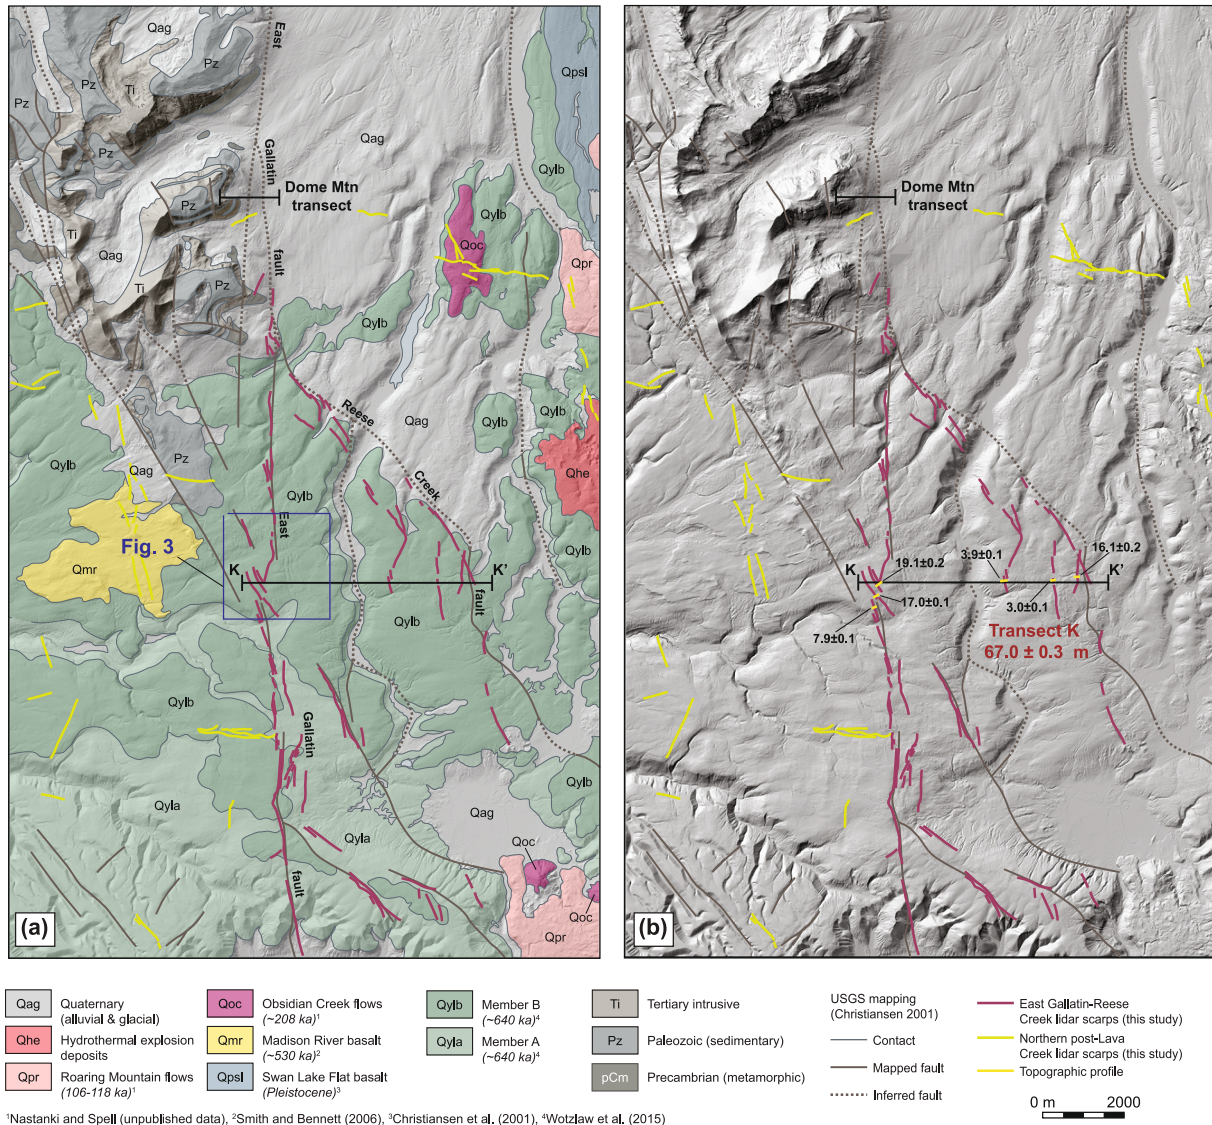 Qag
Pz
Pz
Ti
Pz
Pz
East
Qpsl
Gallatin
Qag
Qylb
Dome Mtn
transect
Pz
Ti
Qag
Qylb
Qoc
Qpr
fault
Ti
Pz
Qylb
Reese
Qag
Qylb
Qylb
Creek
Pz
Qag
Qylb
Qylb
Qhe
East
Fig. 3
Qmr
K
K'
Qylb
fault
Qylb
Qylb
Gallatin
Qyla
Qylb
Qag
Qyla
Qoc
fault
Qoc
Qpr
(a)
Dome Mtn
transect
K
19.1±0.2
3.9±0.1
16.1±0.2
K'
17.0±0.1
3.0±0.1
7.9±0.1
Transect K
67.0 ± 0.3 m
(b)
Qag Quaternary
(alluvial & glacial)
Qhe Hydrothermal explosion
deposits
Qpr Roaring Mountain flows
(106-118 ka)¹
Qoc Obsidian Creek flows
(~208 ka)¹
Qmr Madison River basalt
(~530 ka)²
Qpsl Swan Lake Flat basalt
(Pleistocene)³
Qylb Member B
(~640 ka)⁴
Qyla Member A
(~640 ka)⁴
Ti Tertiary intrusive
Pz Paleozoic (sedimentary)
pCm Precambrian (metamorphic)
USGS mapping
(Christiansen 2001)
Contact
Mapped fault
Inferred fault
East Gallatin-Reese
Creek lidar scarps (this study)
Northern post-Lava
Creek lidar scarps (this study)
Topographic profile
0 m 2000
¹Nastanki and Spell (unpublished data), ²Smith and Bennett (2006), ³Christiansen et al. (2001), ⁴Wotzlaw et al. (2015)